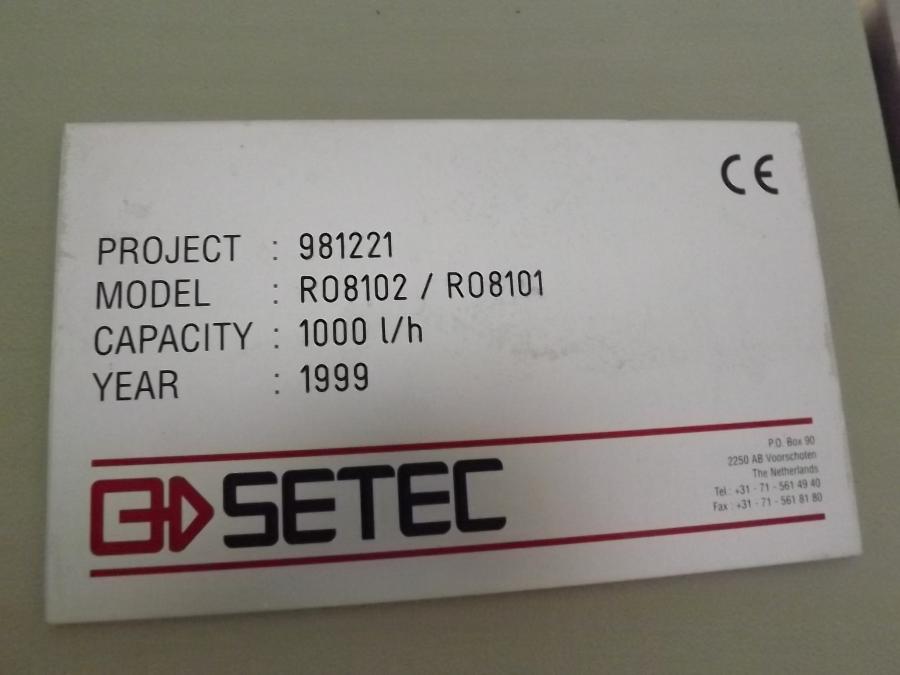 CE
PROJECT : 981221
MODEL : RO8102 / RO8101
CAPACITY : 1000 l/h
YEAR : 1999
SETEC
P.O. Box 90
2250 AB Voorschoten
The Netherlands
Tel.: +31 - 71 - 561 49 40
Fax : +31 - 71 - 561 81 80